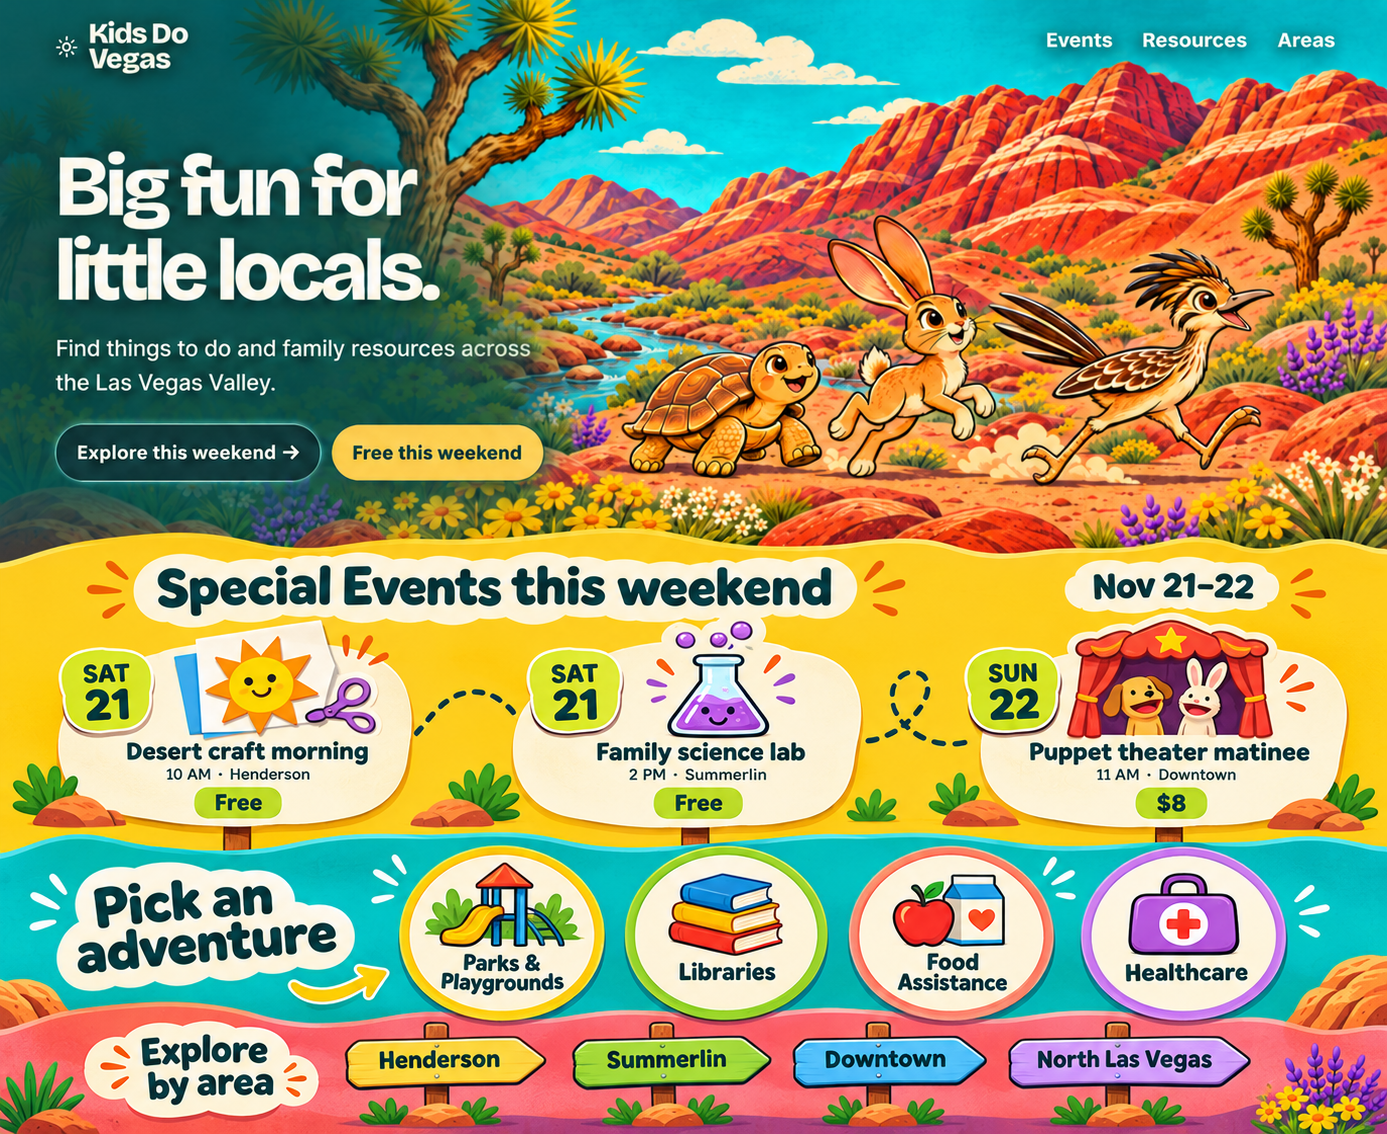 Kids Do
Vegas
Events
Resources
Areas
Big fun for
little locals.
Find things to do and family resources across
the Las Vegas Valley.
Explore this weekend →
Free this weekend
Special Events this weekend
Nov 21–22
SAT
21
Desert craft morning
10 AM · Henderson
Free
SAT
21
Family science lab
2 PM · Summerlin
Free
SUN
22
Puppet theater matinee
11 AM · Downtown
$8
Pick an
adventure
Parks &
Playgrounds
Libraries
Food
Assistance
Healthcare
Explore
by area
Henderson
Summerlin
Downtown
North Las Vegas